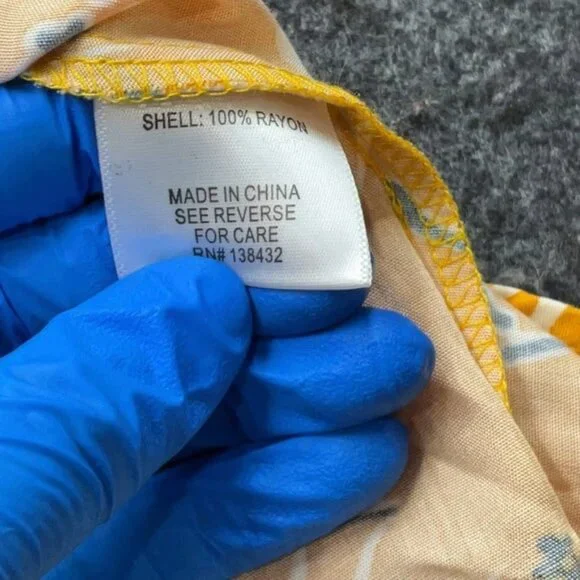 SHELL: 100% RAYON
MADE IN CHINA
SEE REVERSE
FOR CARE
RN# 138432